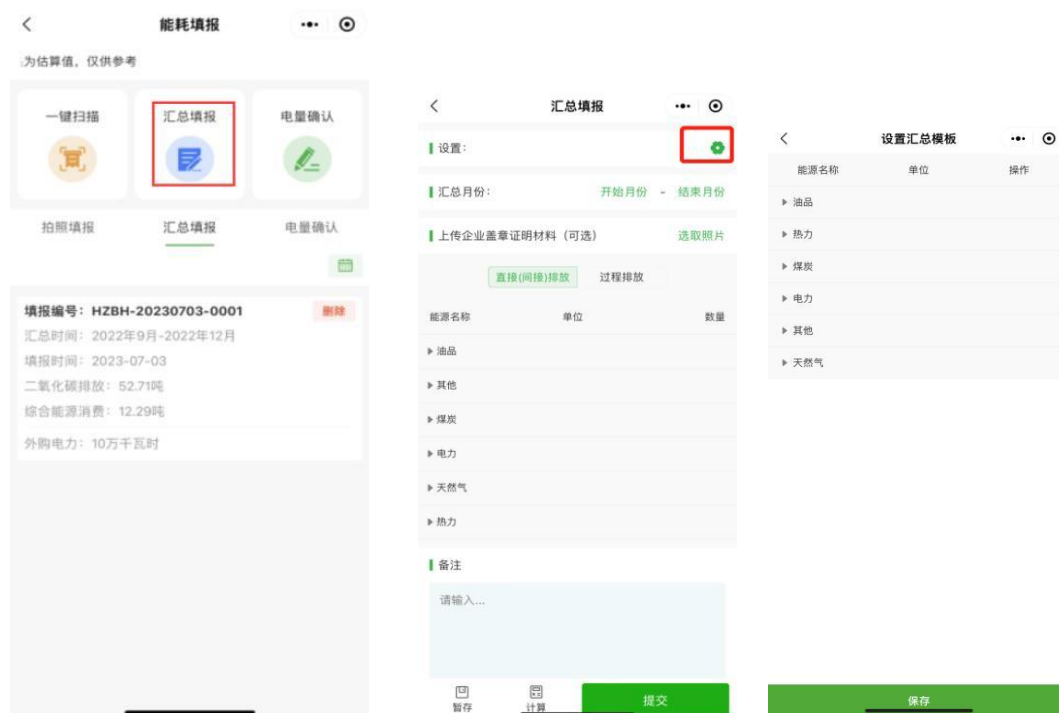 能耗填报
为估算值，仅供参考
一键扫描
汇总填报
电量确认
拍照填报
汇总填报
电量确认
填报编号：HZBH-20230703-0001
删除
汇总时间：2022年9月-2022年12月
填报时间：2023-07-03
二氧化碳排放：52.71吨
综合能源消费：12.29吨
外购电力：10万千瓦时
汇总填报
设置：
汇总月份：
开始月份 - 结束月份
上传企业盖章证明材料（可选）
选取照片
直接(间接)排放
过程排放
能源名称
单位
数量
油品
其他
煤炭
电力
天然气
热力
备注
请输入...
暂存
计算
提交
设置汇总模板
能源名称
单位
操作
油品
热力
煤炭
电力
其他
天然气
保存